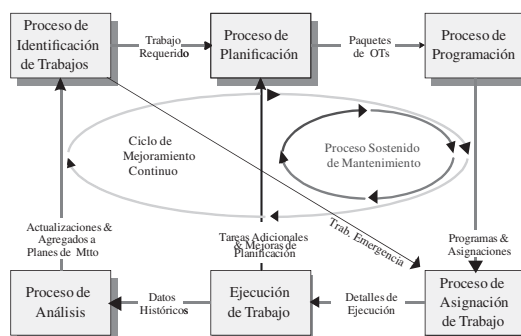 Proceso de
Identificación
de Trabajos
Trabajo
Requerido
Proceso de
Planificación
Paquetes
de OTs
Proceso de
Programación
Ciclo de
Mejoramiento
Continuo
Proceso Sostenido
de Mantenimiento
Actualizaciones &
Agregados a
Planes de Mtto
Tareas Adicionales
& Mejoras de
Planificación
Trab. Emergencia
Programas &
Asignaciones
Proceso de
Análisis
Datos
Históricos
Ejecución
de Trabajo
Detalles de
Ejecución
Proceso de
Asignación
de Trabajo